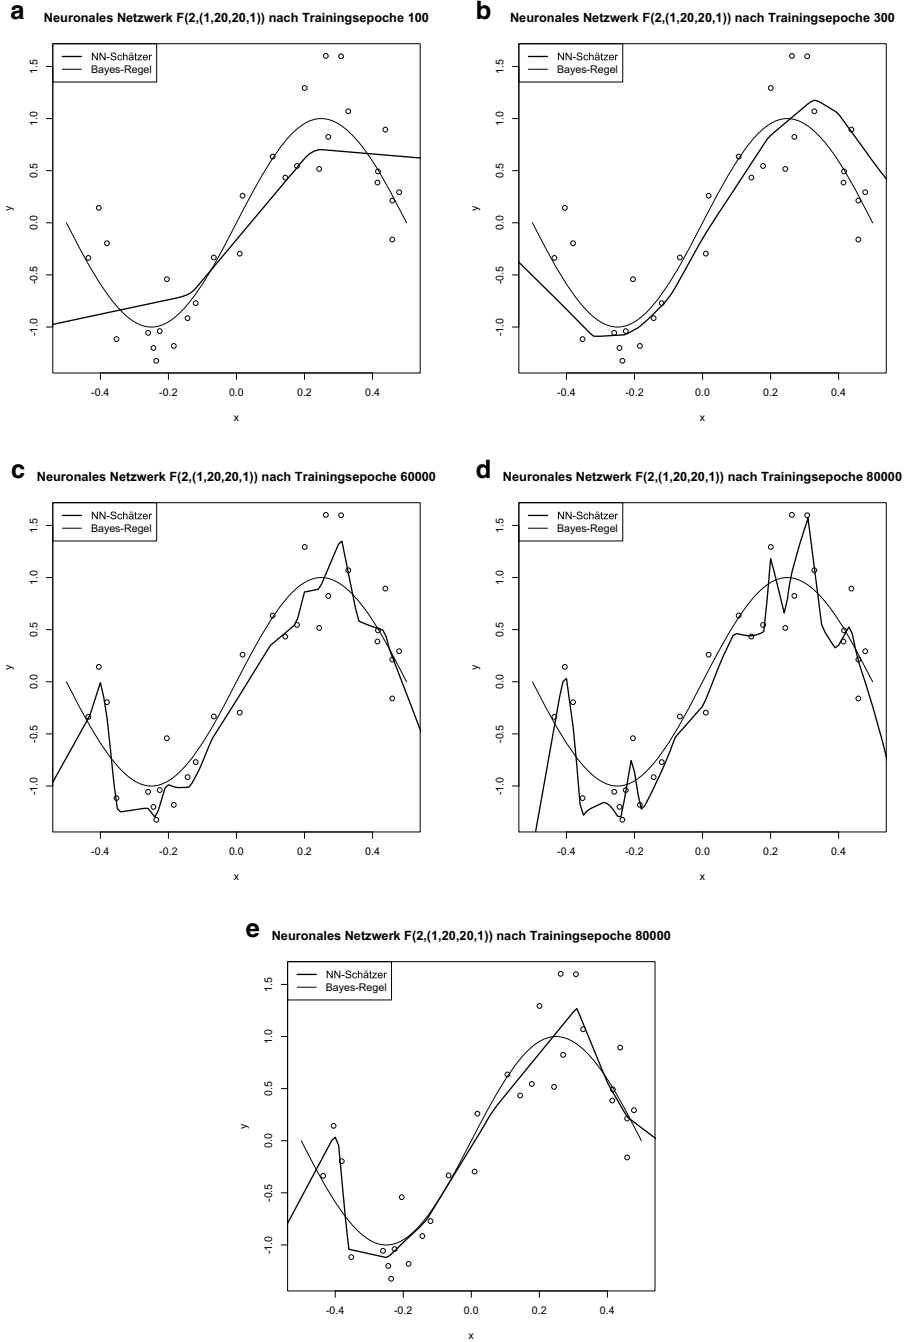 a Neuronales Netzwerk F(2,(1,20,20,1)) nach Trainingsepoche 100
NN-Schätzer
Bayes-Regel
1.5
1.0
0.5
0.0
-0.5
-1.0
y
-0.4 -0.2 0.0 0.2 0.4
x
b Neuronales Netzwerk F(2,(1,20,20,1)) nach Trainingsepoche 300
NN-Schätzer
Bayes-Regel
1.5
1.0
0.5
0.0
-0.5
-1.0
y
-0.4 -0.2 0.0 0.2 0.4
x
c Neuronales Netzwerk F(2,(1,20,20,1)) nach Trainingsepoche 60000
NN-Schätzer
Bayes-Regel
1.5
1.0
0.5
0.0
-0.5
-1.0
y
-0.4 -0.2 0.0 0.2 0.4
x
d Neuronales Netzwerk F(2,(1,20,20,1)) nach Trainingsepoche 80000
NN-Schätzer
Bayes-Regel
1.5
1.0
0.5
0.0
-0.5
-1.0
y
-0.4 -0.2 0.0 0.2 0.4
x
e Neuronales Netzwerk F(2,(1,20,20,1)) nach Trainingsepoche 80000
NN-Schätzer
Bayes-Regel
1.5
1.0
0.5
0.0
-0.5
-1.0
y
-0.4 -0.2 0.0 0.2 0.4
x